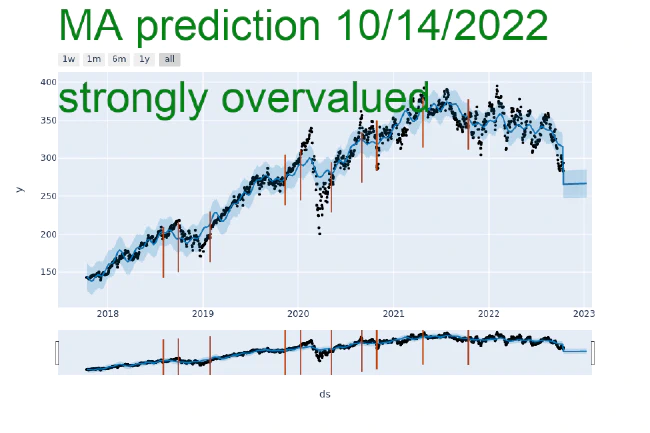 MA prediction 10/14/2022
1w 1m 6m 1y all
strongly overvalued
400
350
300
250
200
150
y
2018 2019 2020 2021 2022 2023
ds